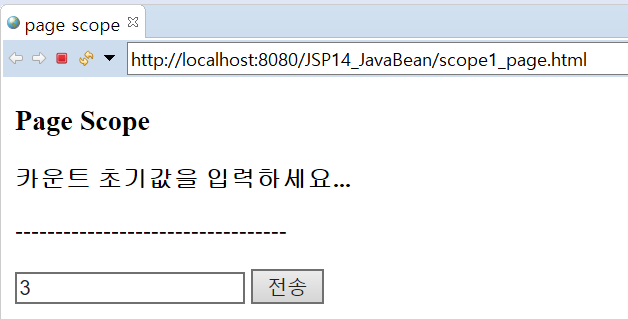 page scope
http://localhost:8080/JSP14_JavaBean/scope1_page.html
Page Scope
카운트 초기값을 입력하세요...
----------------------------------
3 전송